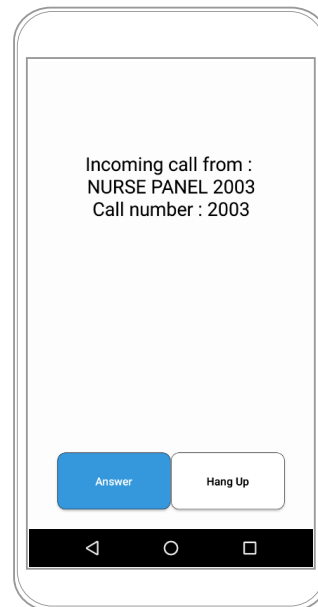 Incoming call from :
NURSE PANEL 2003
Call number : 2003
Answer
Hang Up